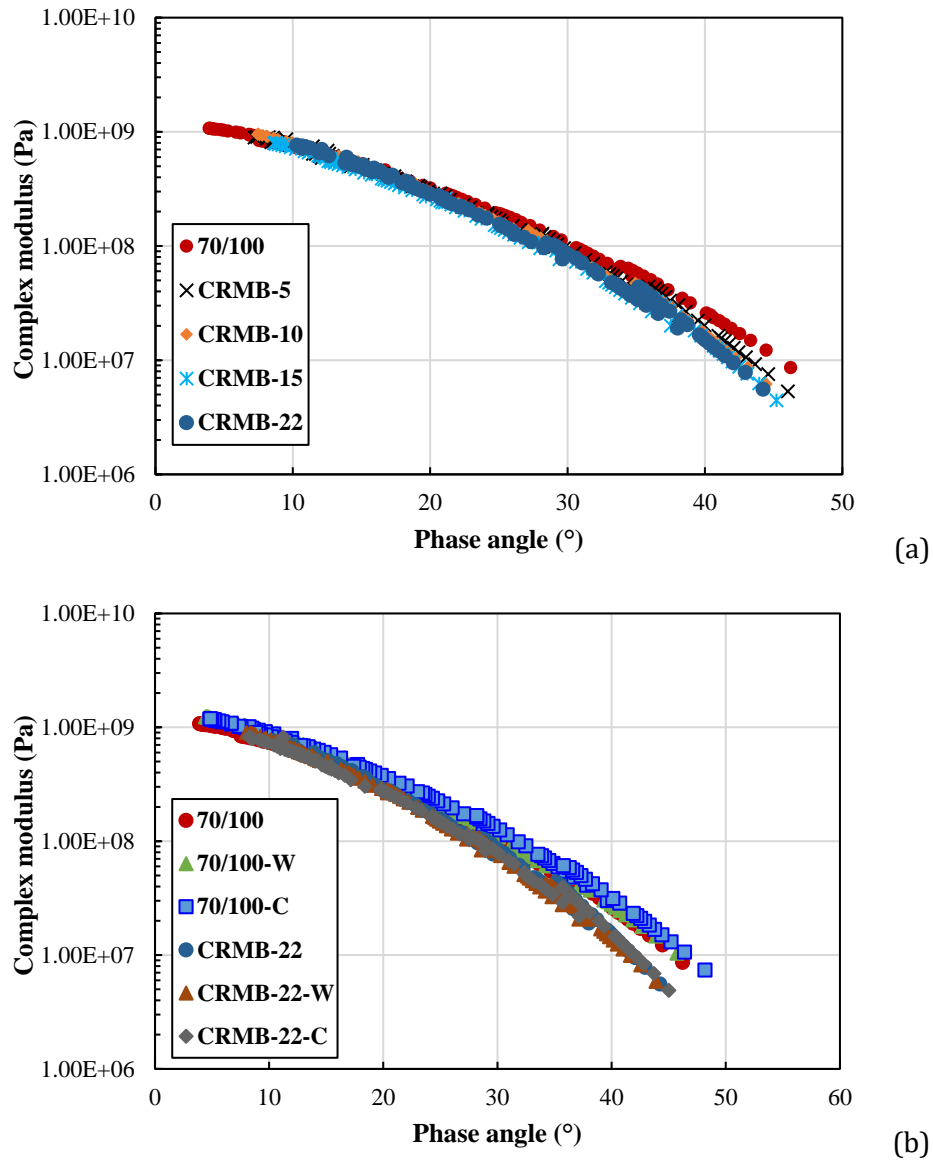 1.00E+10
1.00E+09
1.00E+08
1.00E+07
1.00E+06
Complex modulus (Pa)
70/100
CRMB-5
CRMB-10
CRMB-15
CRMB-22
0 10 20 30 40 50
Phase angle (°)
(a)
1.00E+10
1.00E+09
1.00E+08
1.00E+07
1.00E+06
Complex modulus (Pa)
70/100
70/100-W
70/100-C
CRMB-22
CRMB-22-W
CRMB-22-C
0 10 20 30 40 50 60
Phase angle (°)
(b)